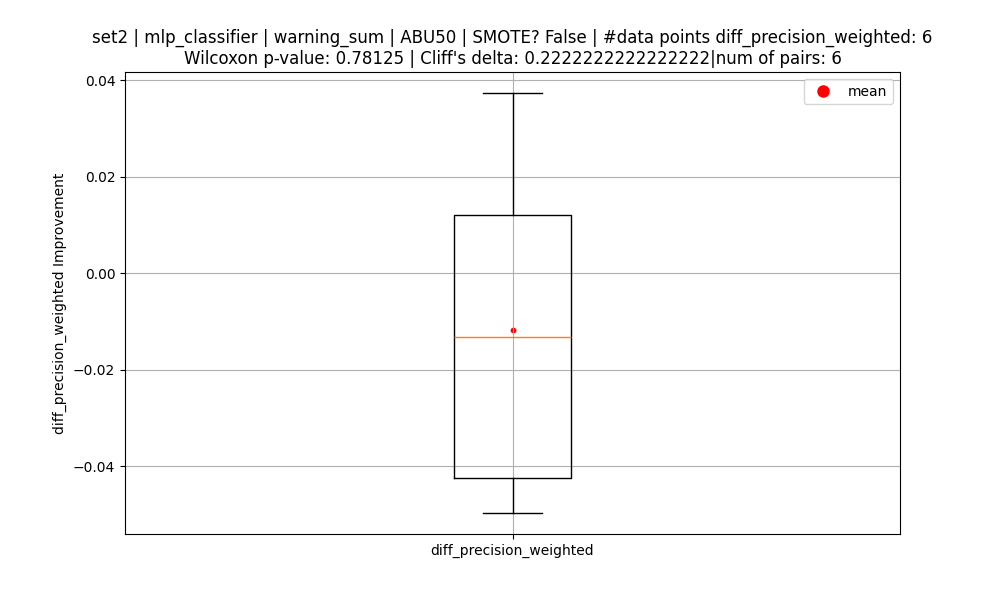 set2 | mlp_classifier | warning_sum | ABU50 | SMOTE? False | #data points diff_precision_weighted: 6
Wilcoxon p-value: 0.78125 | Cliff's delta: 0.2222222222222222|num of pairs: 6
mean
diff_precision_weighted Improvement
0.04
0.02
0.00
−0.02
−0.04
diff_precision_weighted